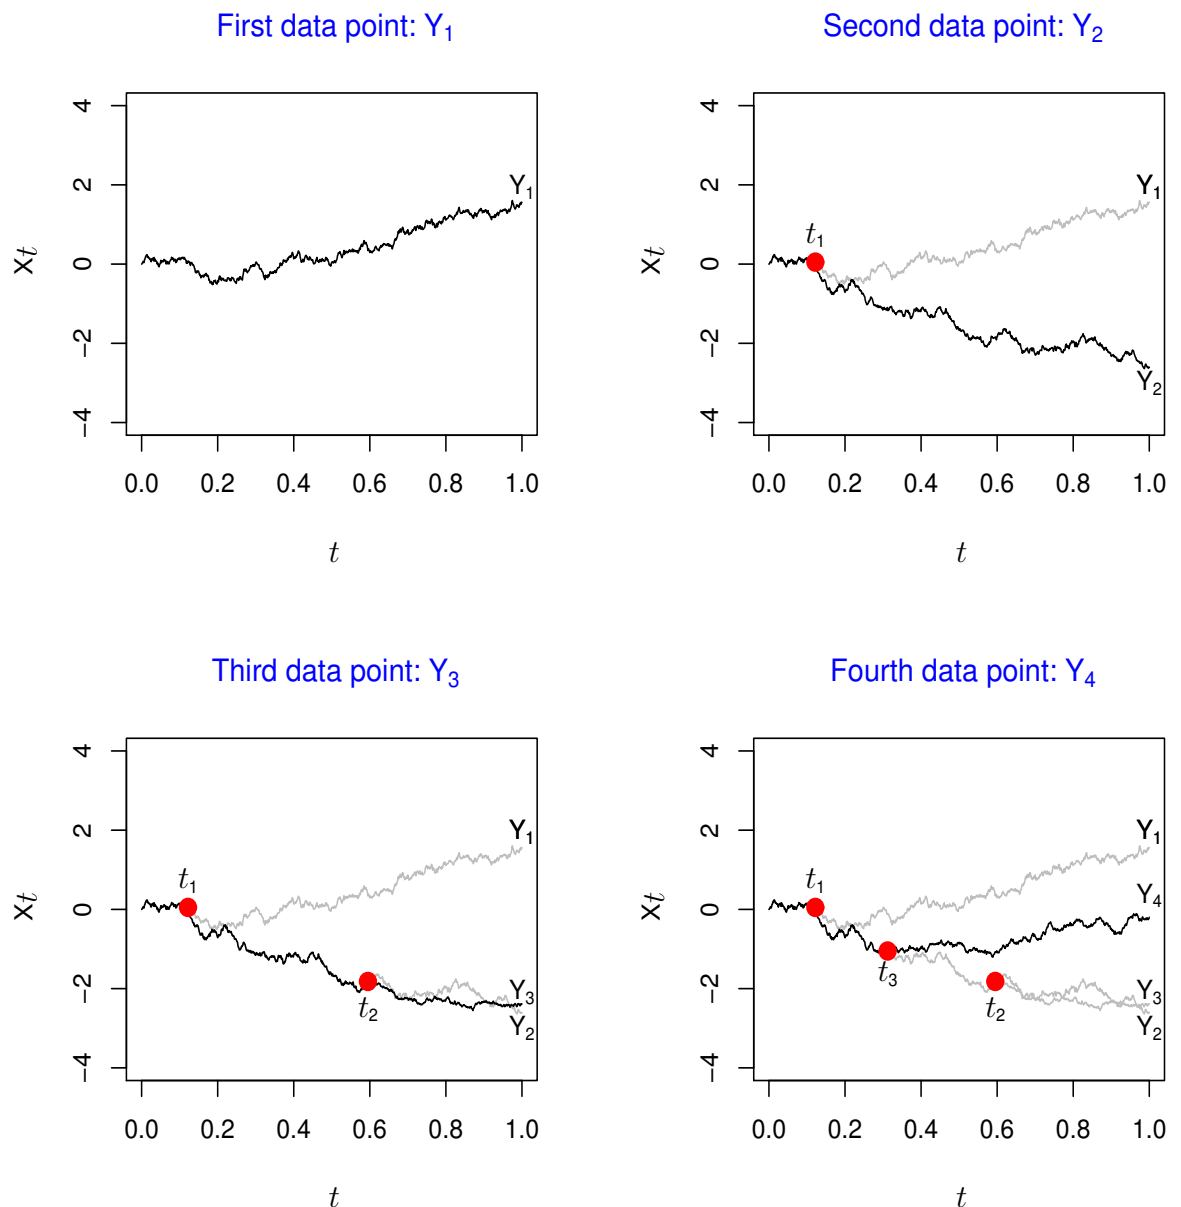 First data point: Y1
Second data point: Y2
4
2
0
−2
−4
Xt
Y1
0.0 0.2 0.4 0.6 0.8 1.0
t
4
2
0
−2
−4
Xt
t1
Y1
Y2
0.0 0.2 0.4 0.6 0.8 1.0
t
Third data point: Y3
Fourth data point: Y4
4
2
0
−2
−4
Xt
t1
t2
Y1
Y3
Y2
0.0 0.2 0.4 0.6 0.8 1.0
t
4
2
0
−2
−4
Xt
t1
t3
t2
Y1
Y4
Y3
Y2
0.0 0.2 0.4 0.6 0.8 1.0
t